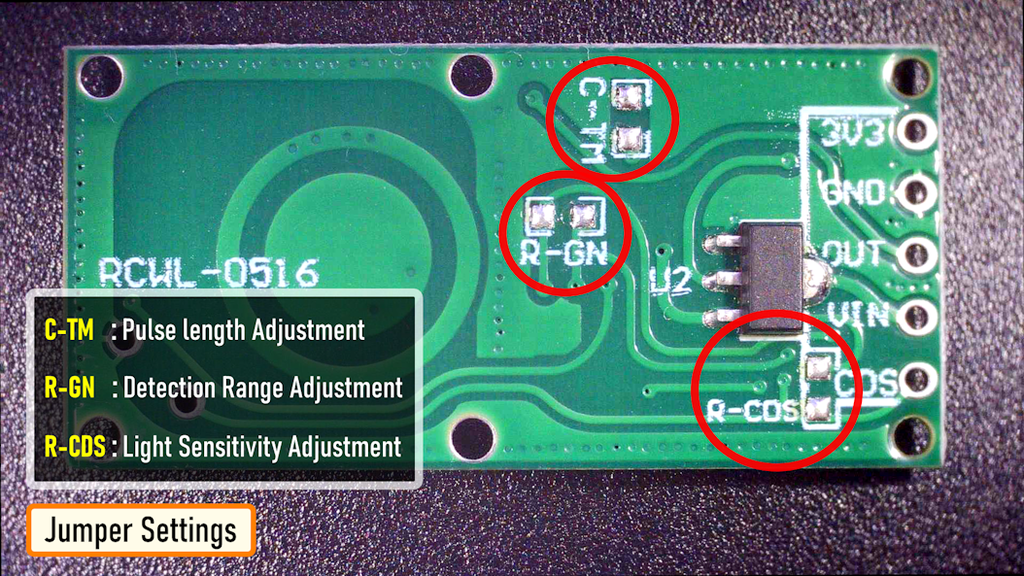 C-TM
3V3
GND
R-GN
OUT
RCWL-0516
U2
VIN
C-TM : Pulse length Adjustment
R-GN : Detection Range Adjustment
CDS
R-CDS
R-CDS : Light Sensitivity Adjustment
Jumper Settings